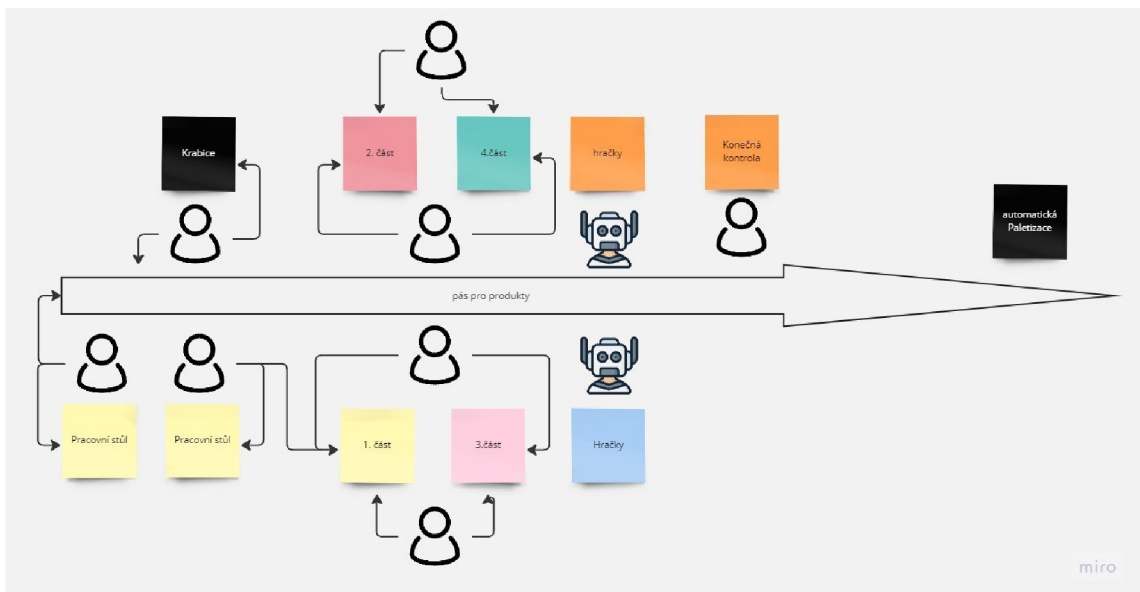 Krabice
2. část
4.část
hračky
Konečná
kontrola
automatická
Paletizace
pás pro produkty
Pracovní stůl
Pracovní stůl
1. část
3.část
Hračky
miro